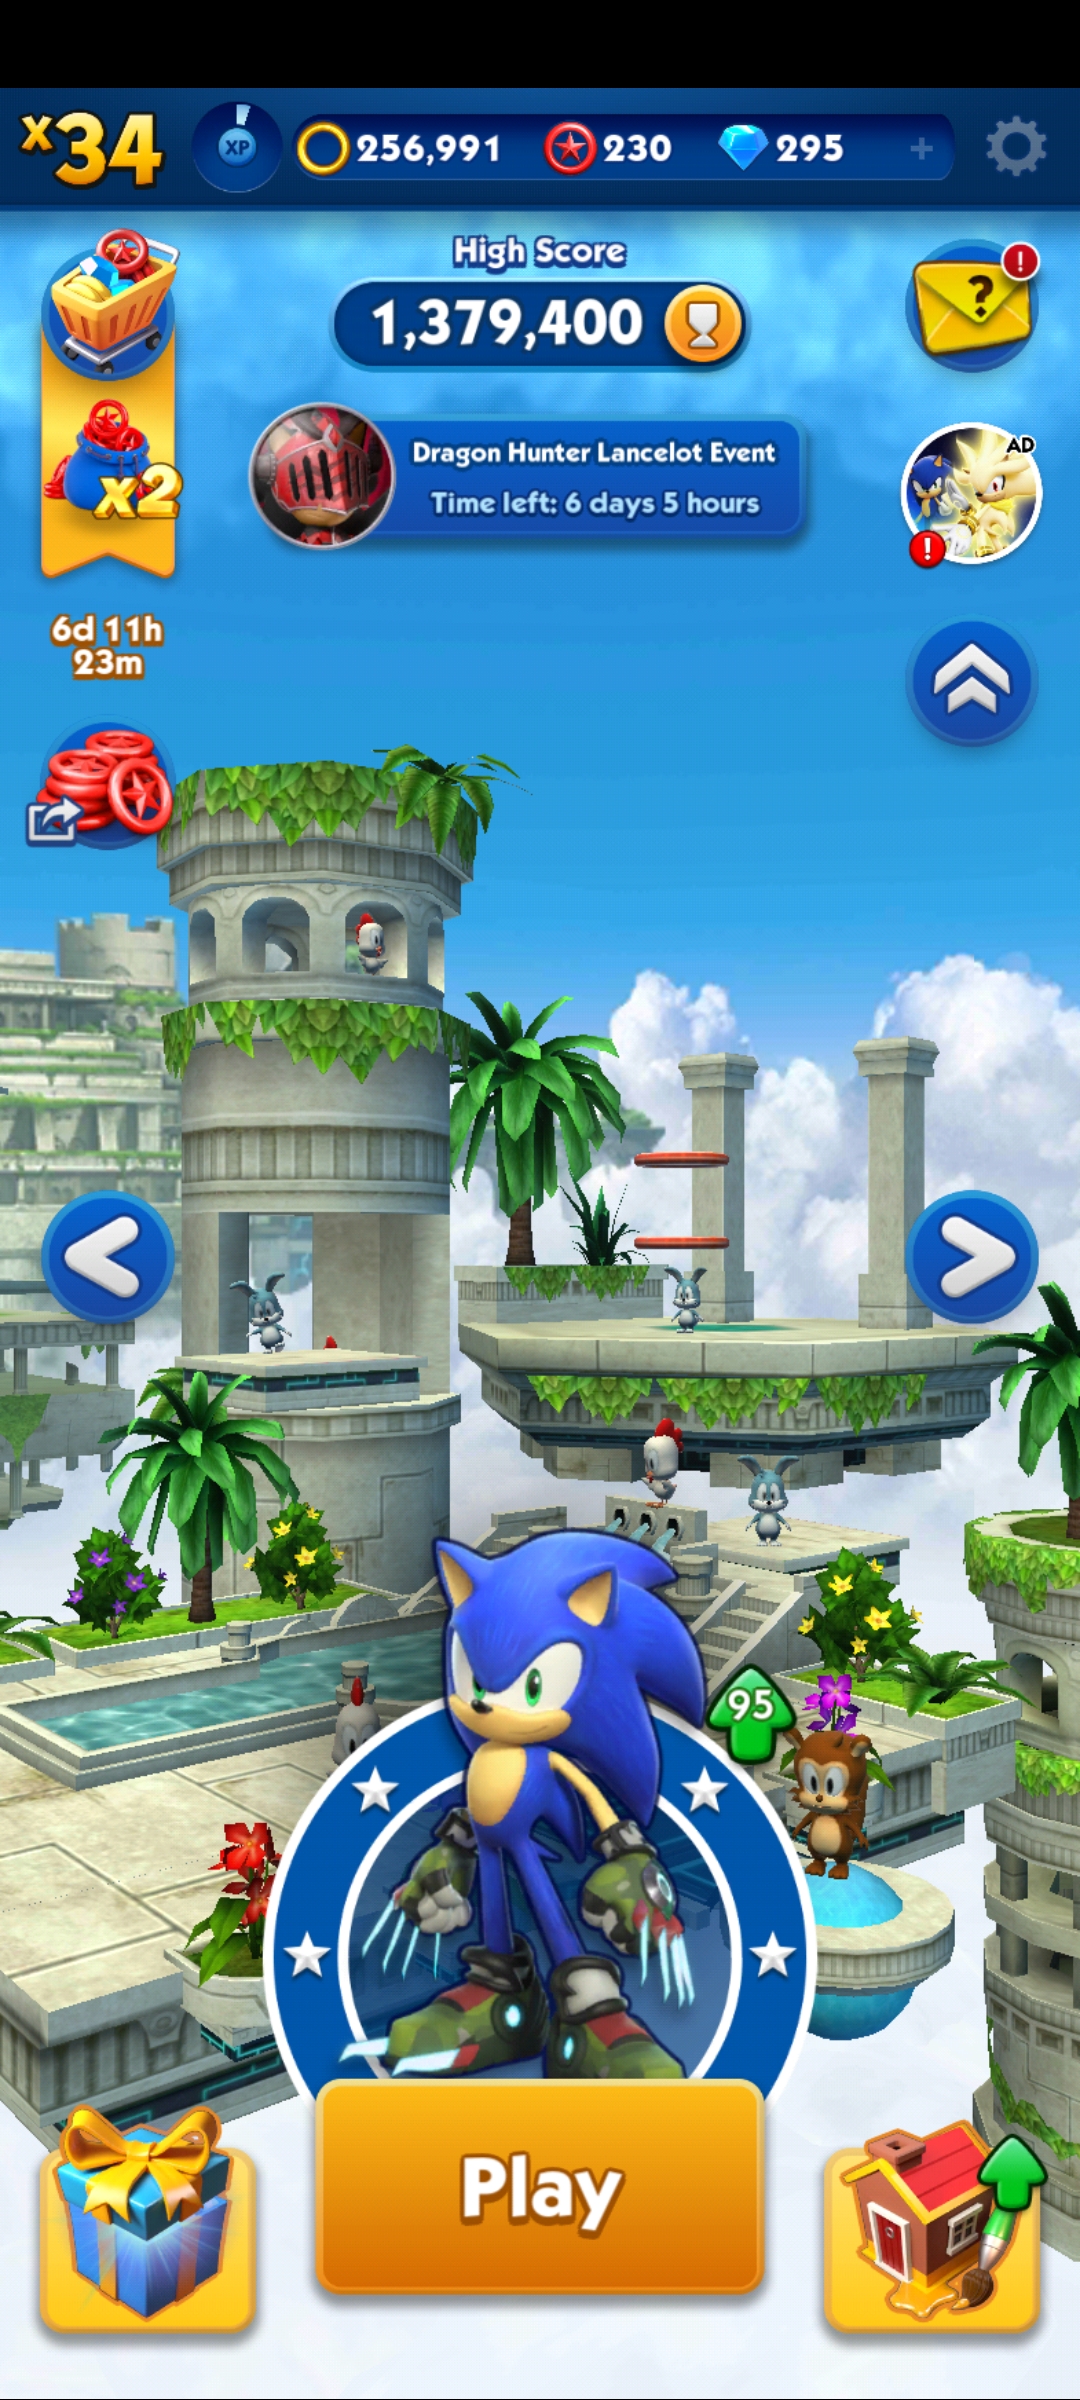 x34
XP
256,991
230
295
+
High Score
1,379,400
?
!
x2
Dragon Hunter Lancelot Event
Time left: 6 days 5 hours
AD
!
6d 11h
23m
95
Play